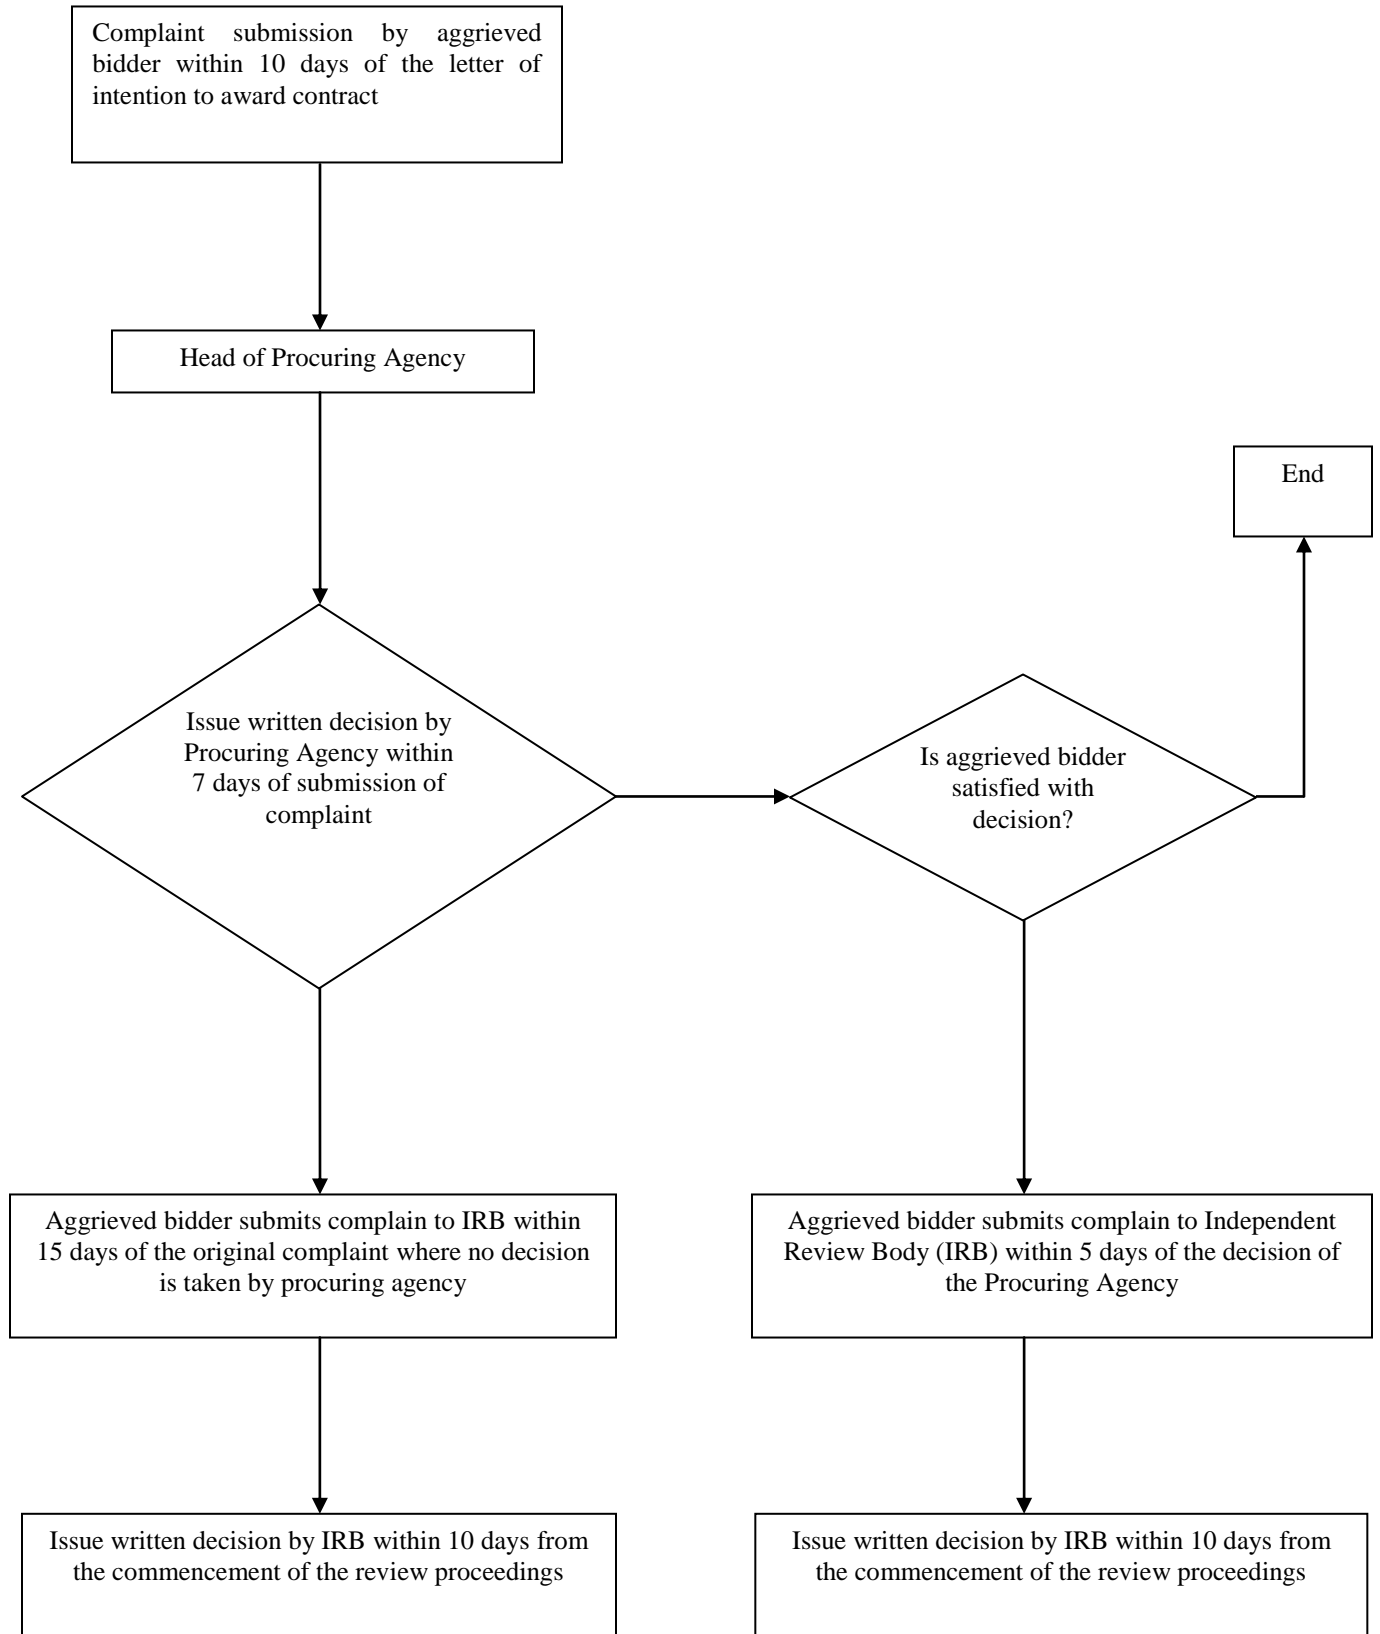 Complaint submission by aggrieved
bidder within 10 days of the letter of
intention to award contract
Head of Procuring Agency
End
Issue written decision by
Procuring Agency within
7 days of submission of
complaint
Is aggrieved bidder
satisfied with
decision?
Aggrieved bidder submits complain to IRB within
15 days of the original complaint where no decision
is taken by procuring agency
Aggrieved bidder submits complain to Independent
Review Body (IRB) within 5 days of the decision of
the Procuring Agency
Issue written decision by IRB within 10 days from
the commencement of the review proceedings
Issue written decision by IRB within 10 days from
the commencement of the review proceedings